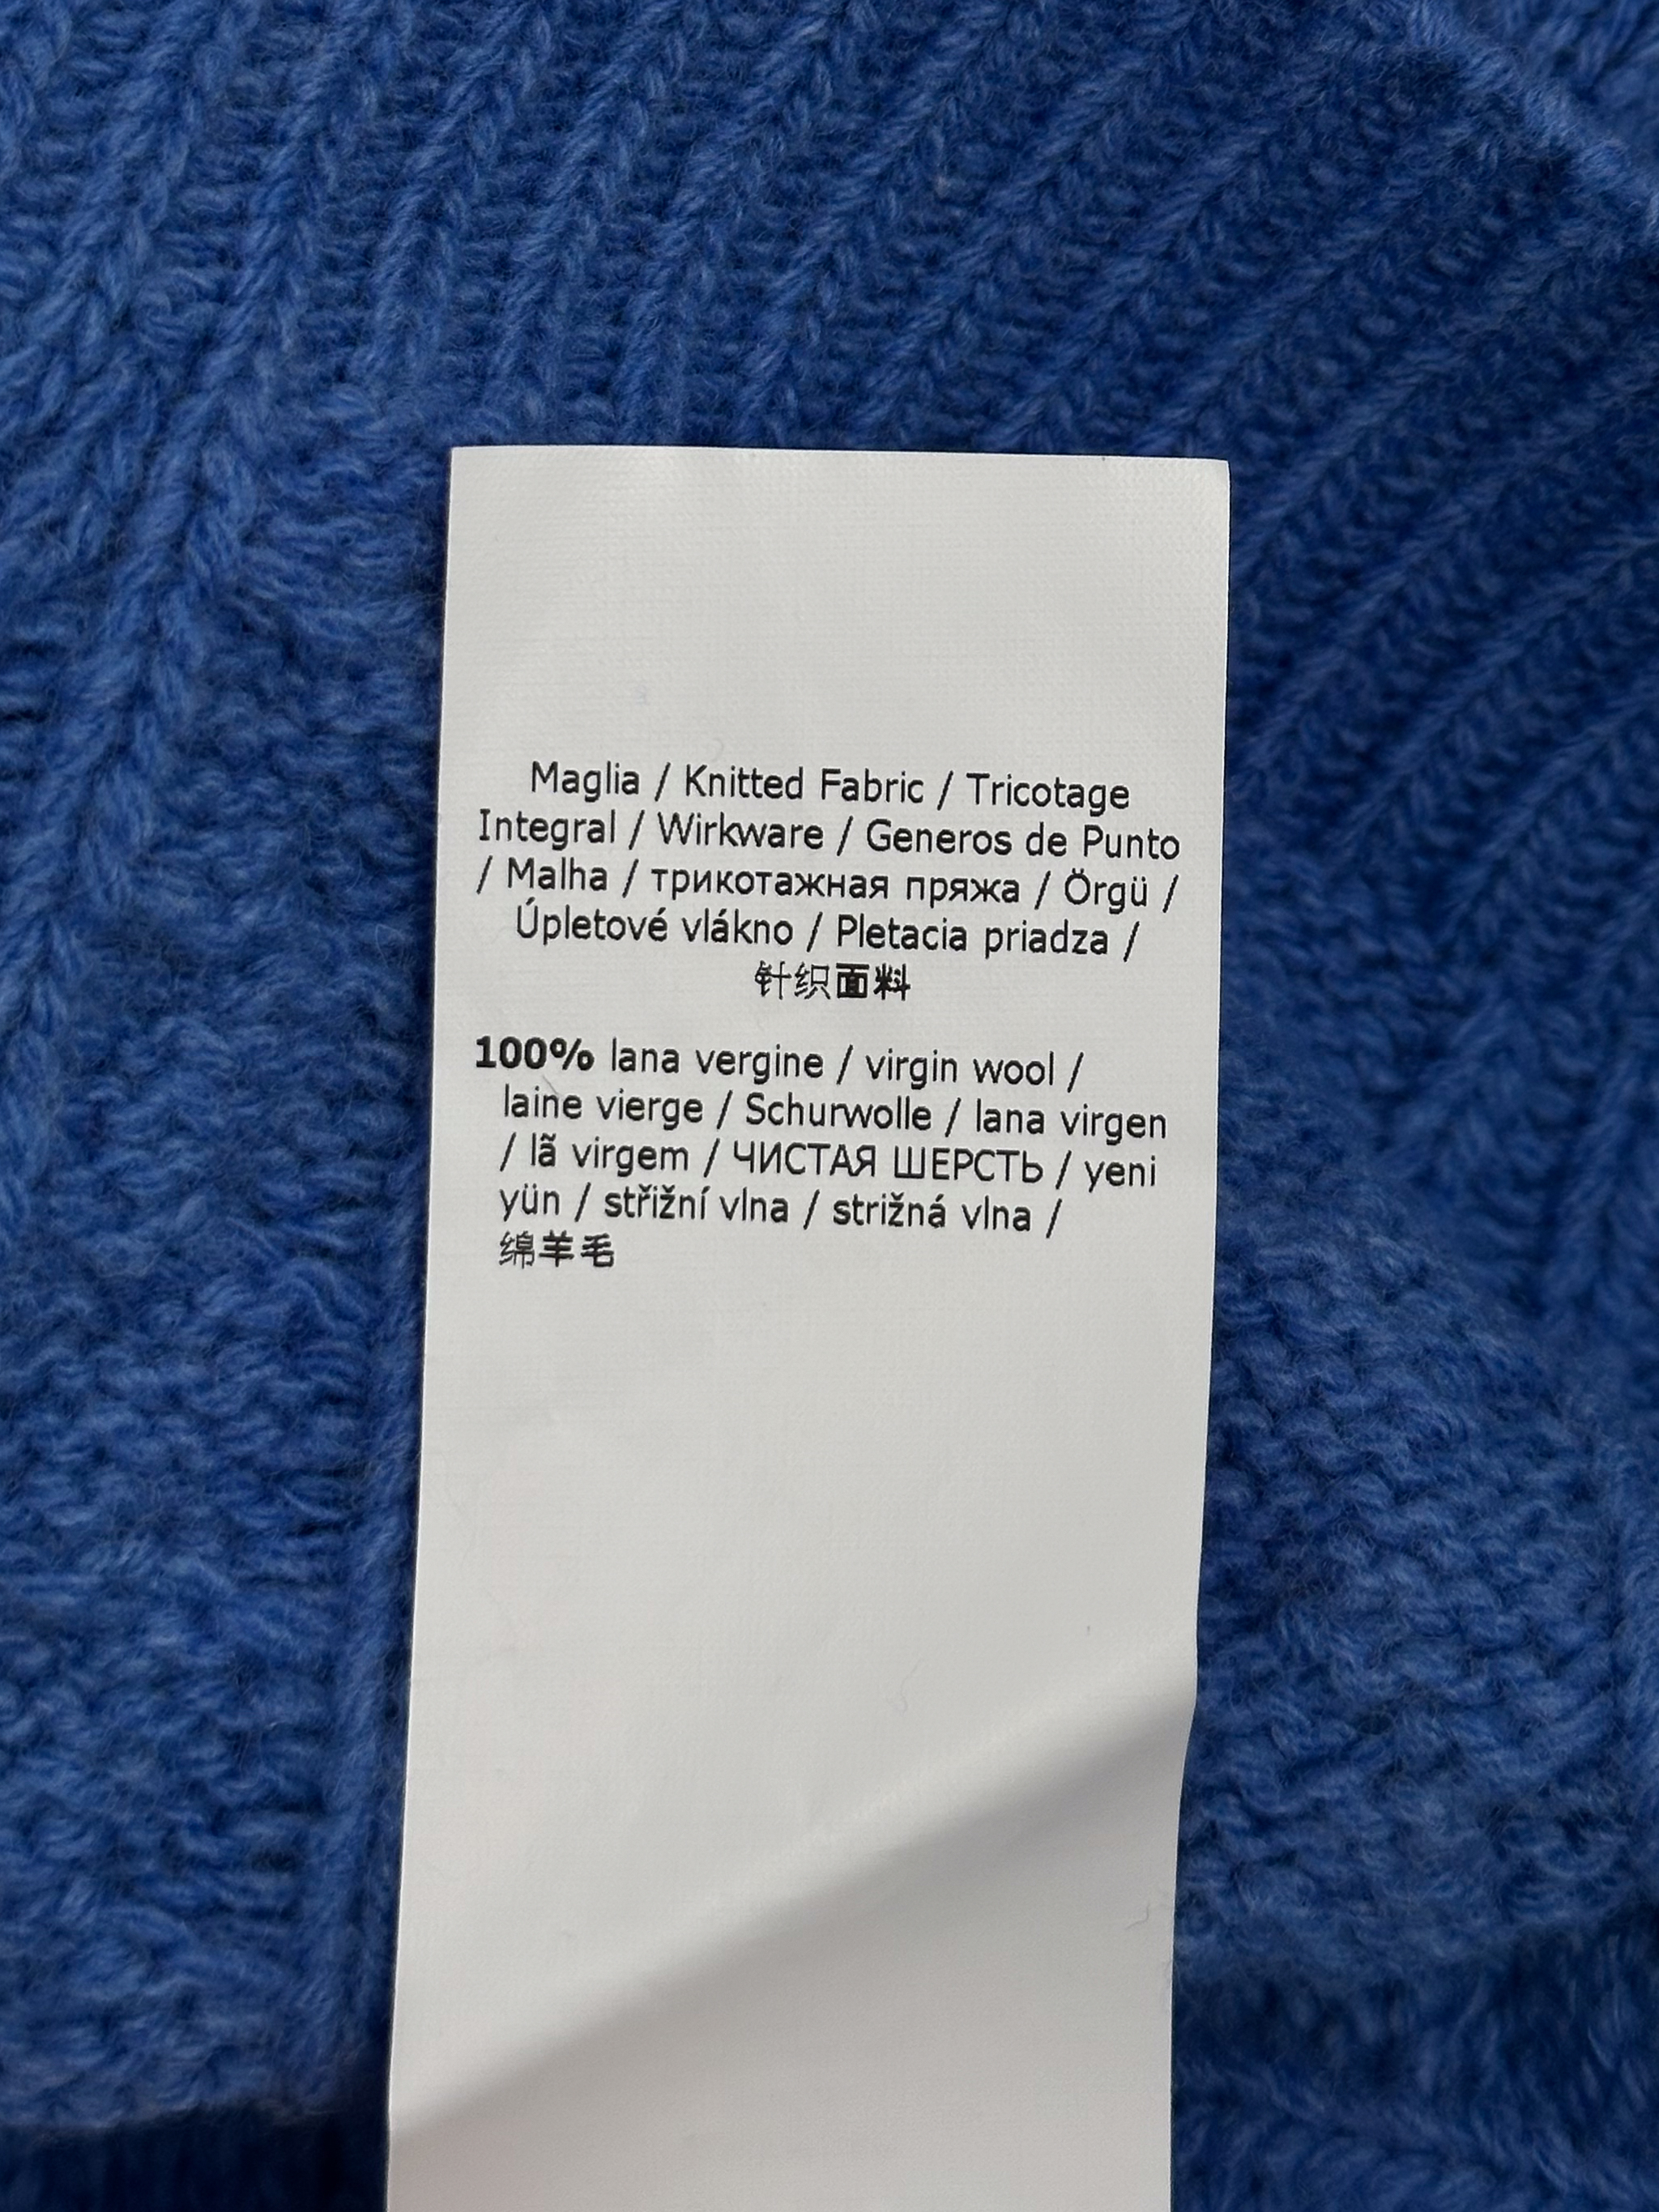 Maglia / Knitted Fabric / Tricotage
Integral / Wirkware / Generos de Punto
/ Malha / трикотажная пряжа / Örgü /
Úpletové vlákno / Pletacia priadza /
针织面料
100% lana vergine / virgin wool /
laine vierge / Schurwolle / lana virgen
/ lã virgem / ЧИСТАЯ ШЕРСТЬ / yeni
yün / střižní vlna / strižná vlna /
绵羊毛